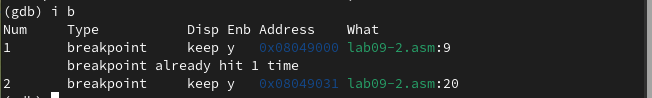 (gdb) i b
Num     Type           Disp Enb Address    What
1       breakpoint     keep y   0x08049000 lab09-2.asm:9
        breakpoint already hit 1 time
2       breakpoint     keep y   0x08049031 lab09-2.asm:20
(gdb)